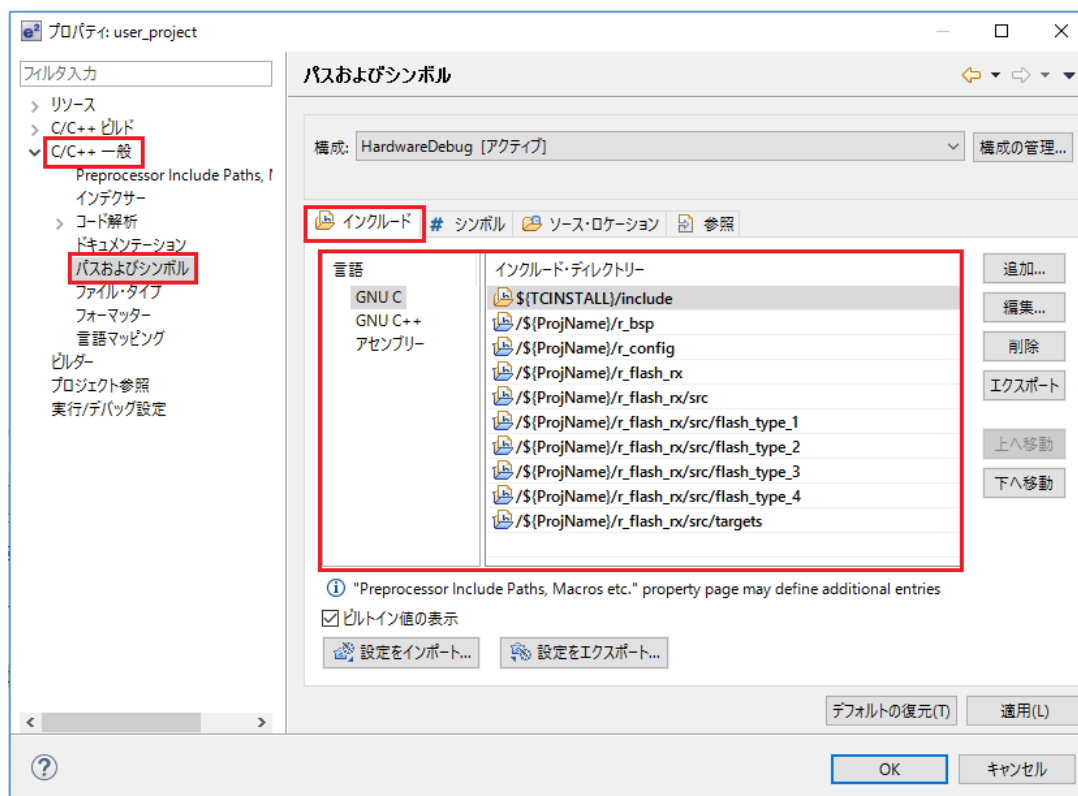 e² プロパティ: user_project
フィルタ入力
リソース
C/C++ ビルド
C/C++ 一般
Preprocessor Include Paths, M
インデクサー
コード解析
ドキュメンテーション
パスおよびシンボル
ファイル・タイプ
フォーマッター
言語マッピング
ビルダー
プロジェクト参照
実行/デバッグ設定
パスおよびシンボル
構成: HardwareDebug [アクティブ] 構成の管理...
インクルード # シンボル ソース・ロケーション 参照
言語
GNU C
GNU C++
アセンブリー
インクルード・ディレクトリー
${TCINSTALL}/include
/${ProjName}/r_bsp
/${ProjName}/r_config
/${ProjName}/r_flash_rx
/${ProjName}/r_flash_rx/src
/${ProjName}/r_flash_rx/src/flash_type_1
/${ProjName}/r_flash_rx/src/flash_type_2
/${ProjName}/r_flash_rx/src/flash_type_3
/${ProjName}/r_flash_rx/src/flash_type_4
/${ProjName}/r_flash_rx/src/targets
追加...
編集...
削除
エクスポート
上へ移動
下へ移動
"Preprocessor Include Paths, Macros etc." property page may define additional entries
ビルトイン値の表示
設定をインポート... 設定をエクスポート...
デフォルトの復元(T) 適用(L)
OK キャンセル